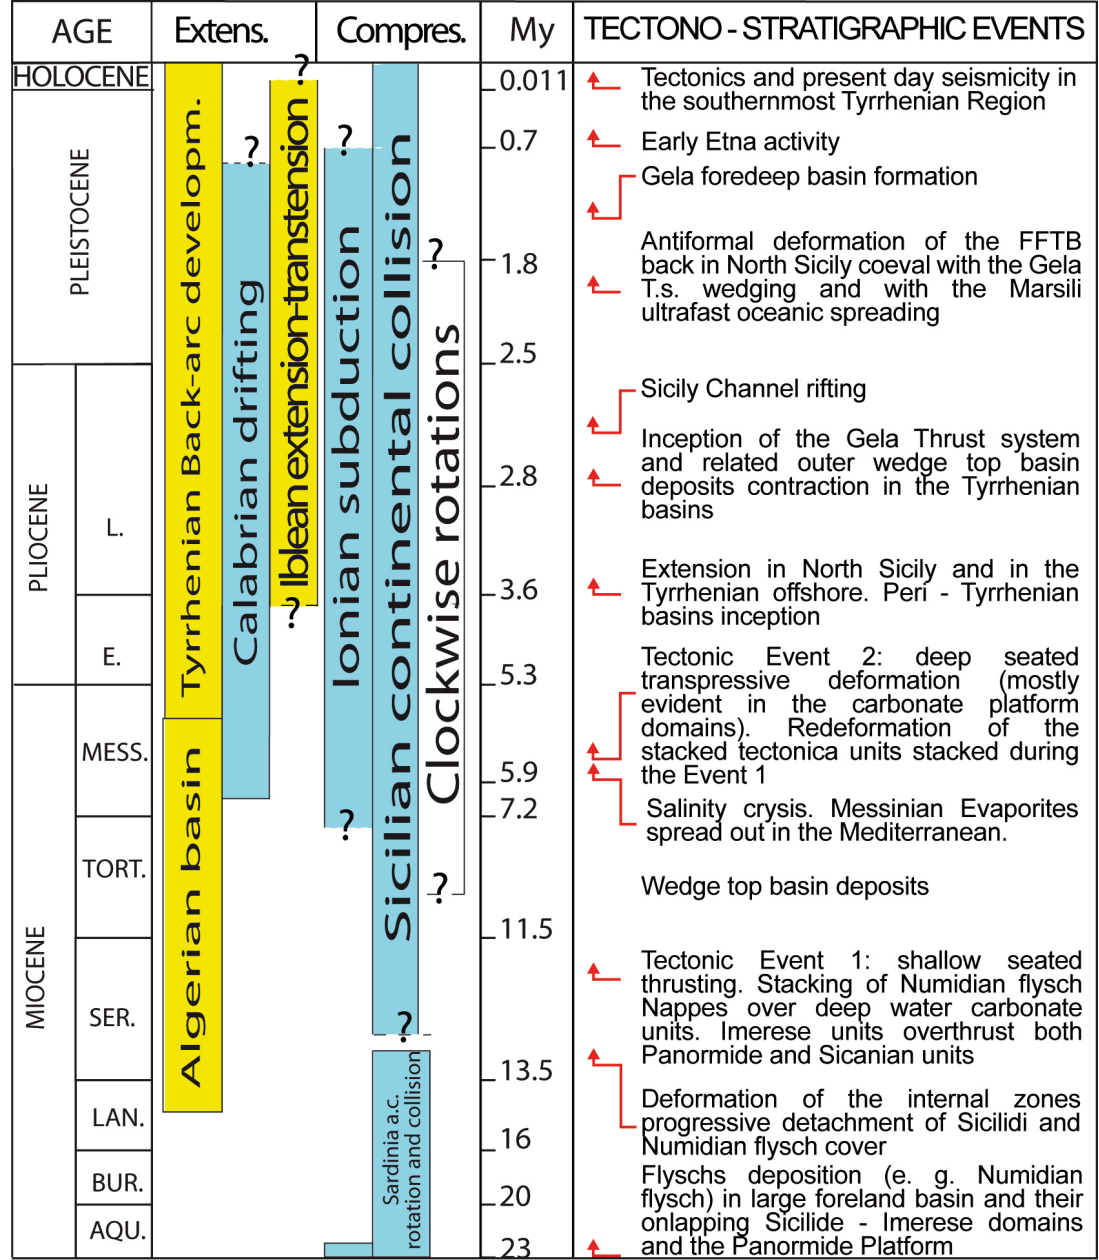 AGE
Extens.
Compres.
My
TECTONO - STRATIGRAPHIC EVENTS
HOLOCENE
PLEISTOCENE
PLIOCENE
L.
E.
MIOCENE
MESS.
TORT.
SER.
LAN.
BUR.
AQU.
Tyrrhenian Back-arc developm.
Algerian basin
?
Calabrian drifting
?
Iblean extension-transtension
?
?
Ionian subduction
?
Sicilian continental collision
?
Sardinia a.c.
rotation and collision
?
Clockwise rotations
?
0.011
0.7
1.8
2.5
2.8
3.6
5.3
5.9
7.2
11.5
13.5
16
20
23
Tectonics and present day seismicity in
the southernmost Tyrrhenian Region
Early Etna activity
Gela foredeep basin formation
Antiformal deformation of the FFTB
back in North Sicily coeval with the Gela
T.s. wedging and with the Marsili
ultrafast oceanic spreading
Sicily Channel rifting
Inception of the Gela Thrust system
and related outer wedge top basin
deposits contraction in the Tyrrhenian
basins
Extension in North Sicily and in the
Tyrrhenian offshore. Peri - Tyrrhenian
basins inception
Tectonic Event 2: deep seated
transpressive deformation (mostly
evident in the carbonate platform
domains). Redeformation of the
stacked tectonica units stacked during
the Event 1
Salinity crysis. Messinian Evaporites
spread out in the Mediterranean.
Wedge top basin deposits
Tectonic Event 1: shallow seated
thrusting. Stacking of Numidian flysch
Nappes over deep water carbonate
units. Imerese units overthrust both
Panormide and Sicanian units
Deformation of the internal zones
progressive detachment of Sicilidi and
Numidian flysch cover
Flyschs deposition (e. g. Numidian
flysch) in large foreland basin and their
onlapping Sicilide - Imerese domains
and the Panormide Platform